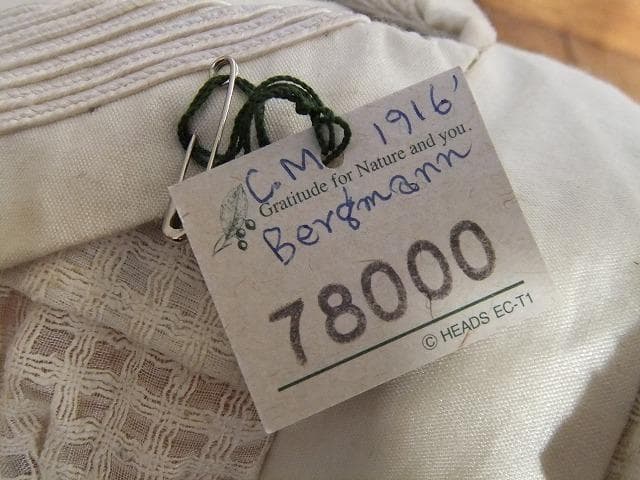 C.M 1916'
Gratitude for Nature and you.
Bergmann
78000
© HEADS EC-T1